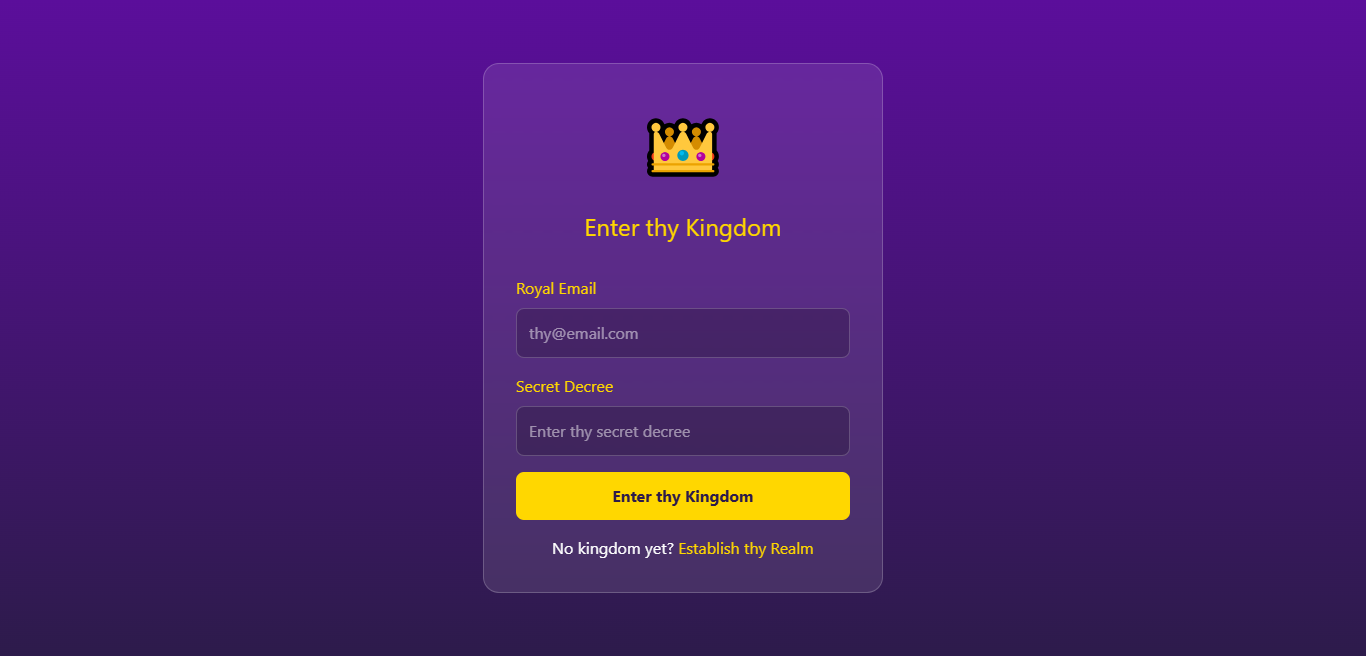 Enter thy Kingdom
Royal Email
thy@email.com
Secret Decree
Enter thy secret decree
Enter thy Kingdom
No kingdom yet? Establish thy Realm